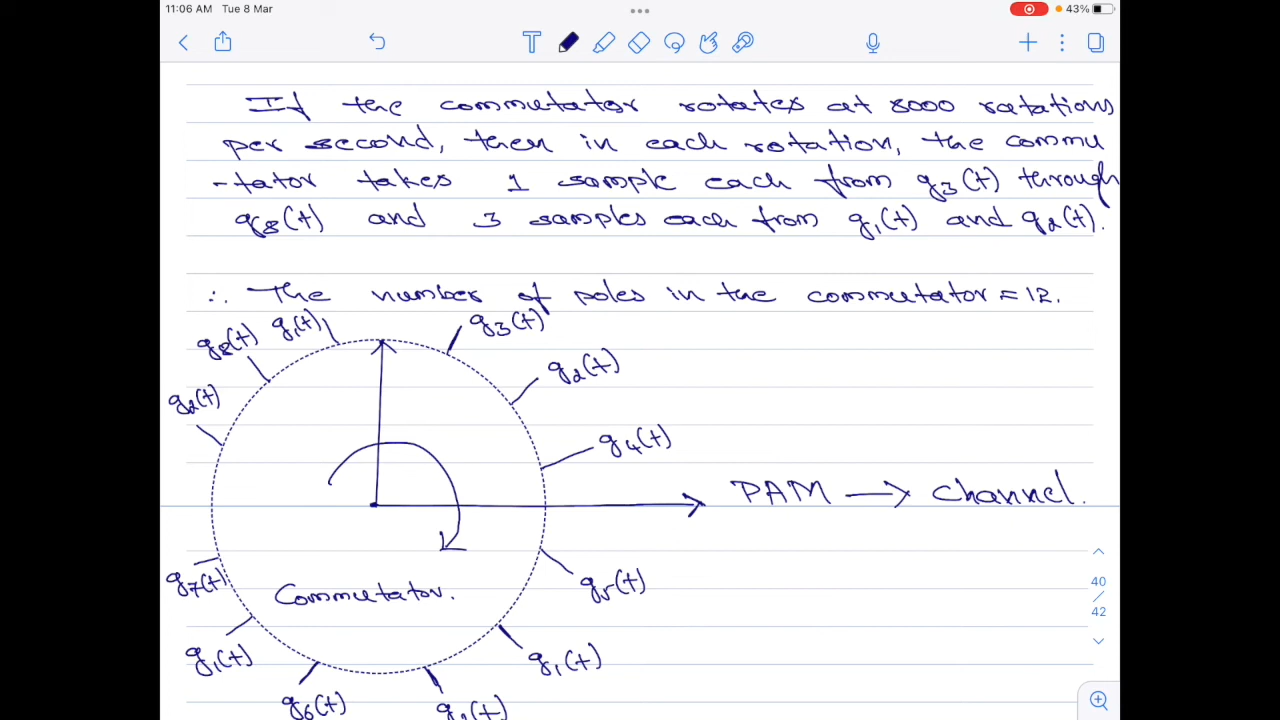 11:06 AM Tue 8 Mar
43%
If the commutator rotates at 8000 rotations
per second, then in each rotation, the commu
-tator takes 1 sample each from g3(t) through
g8(t) and 3 samples each from g1(t) and g2(t).
∴ The number of poles in the commutator = 12.
g8(t) g1(t) g3(t)
g2(t)
g2(t)
g4(t)
PAM → Channel.
g7(t)
Commutator.
g5(t)
g1(t)
g1(t)
g6(t)
g2(t)
40
/
42